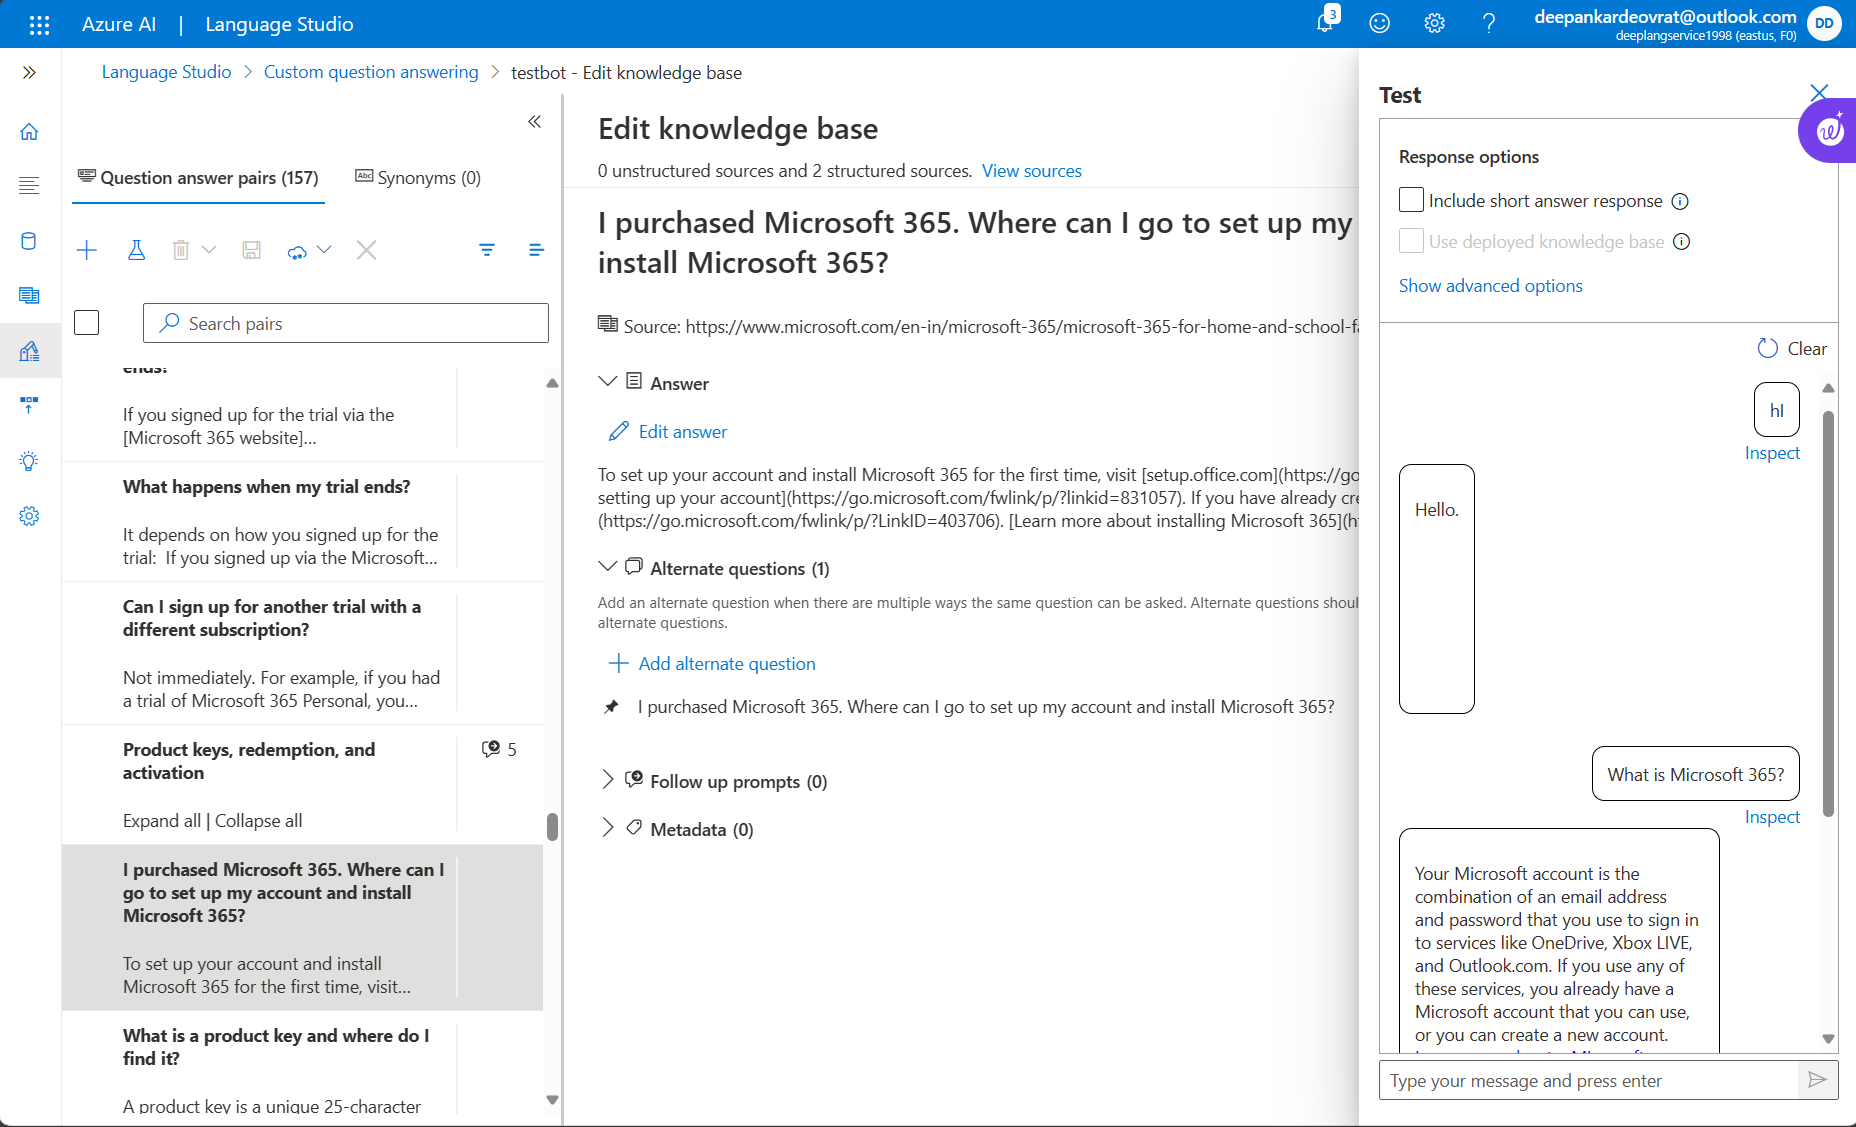 Azure AI | Language Studio
3
deepankardeovrat@outlook.com
deeplangservice1998 (eastus, F0)
DD
Language Studio > Custom question answering > testbot - Edit knowledge base
Question answer pairs (157)
Abc Synonyms (0)
Search pairs
ends?
If you signed up for the trial via the
[Microsoft 365 website]...
What happens when my trial ends?
It depends on how you signed up for the
trial:  If you signed up via the Microsoft...
Can I sign up for another trial with a
different subscription?
Not immediately. For example, if you had
a trial of Microsoft 365 Personal, you...
Product keys, redemption, and
activation
5
Expand all | Collapse all
I purchased Microsoft 365. Where can I
go to set up my account and install
Microsoft 365?
To set up your account and install
Microsoft 365 for the first time, visit...
What is a product key and where do I
find it?
A product key is a unique 25-character
Edit knowledge base
0 unstructured sources and 2 structured sources. View sources
I purchased Microsoft 365. Where can I go to set up my
install Microsoft 365?
Source: https://www.microsoft.com/en-in/microsoft-365/microsoft-365-for-home-and-school-fa
Answer
Edit answer
To set up your account and install Microsoft 365 for the first time, visit [setup.office.com](https://go
setting up your account](https://go.microsoft.com/fwlink/p/?linkid=831057). If you have already cre
(https://go.microsoft.com/fwlink/p/?LinkID=403706). [Learn more about installing Microsoft 365](h
Alternate questions (1)
Add an alternate question when there are multiple ways the same question can be asked. Alternate questions shoul
alternate questions.
Add alternate question
I purchased Microsoft 365. Where can I go to set up my account and install Microsoft 365?
Follow up prompts (0)
Metadata (0)
Test
Response options
Include short answer response
Use deployed knowledge base
Show advanced options
Clear
hI
Inspect
Hello.
What is Microsoft 365?
Inspect
Your Microsoft account is the
combination of an email address
and password that you use to sign in
to services like OneDrive, Xbox LIVE,
and Outlook.com. If you use any of
these services, you already have a
Microsoft account that you can use,
or you can create a new account.
Type your message and press enter